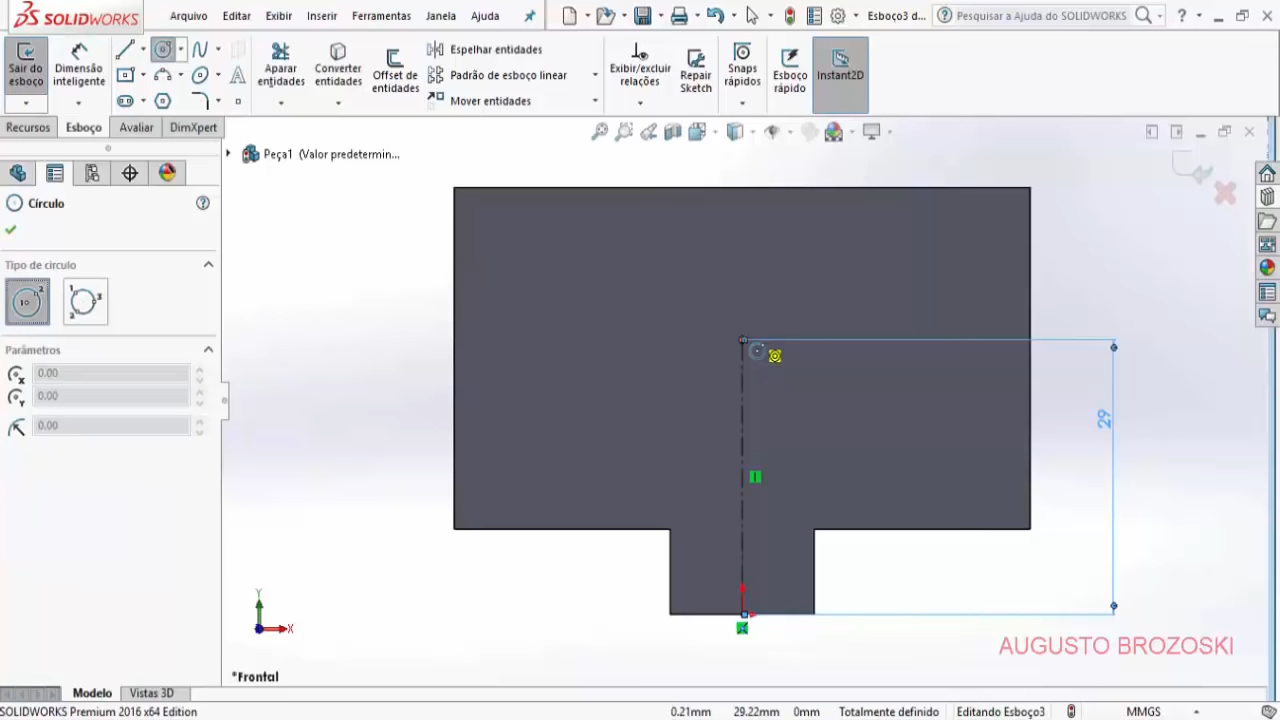 SOLIDWORKS
Arquivo Editar Exibir Inserir Ferramentas Janela Ajuda
Esboço3 d...
Pesquisar a Ajuda do SOLIDWORKS
?
Sair do esboço
Dimensão inteligente
Aparar entidades
Converter entidades
Offset de entidades
Espelhar entidades
Padrão de esboço linear
Mover entidades
Exibir/excluir relações
Repair Sketch
Snaps rápidos
Esboço rápido
Instant2D
Recursos Esboço Avaliar DimXpert
Peça1 (Valor predetermin...
Círculo
?
Tipo de círculo
Parâmetros
0.00
0.00
0.00
29
Y
X
AUGUSTO BROZOSKI
*Frontal
Modelo Vistas 3D
SOLIDWORKS Premium 2016 x64 Edition
0.21mm 29.22mm 0mm Totalmente definido Editando Esboço3 MMGS